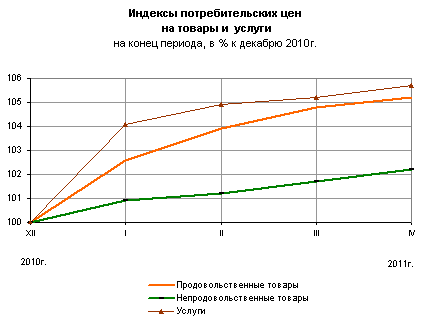 Индексы потребительских цен
на товары и услуги
на конец периода, в % к декабрю 2010г.
106
105
104
103
102
101
100
XII
I
II
III
IV
2010г.
2011г.
Продовольственные товары
Непродовольственные товары
Услуги